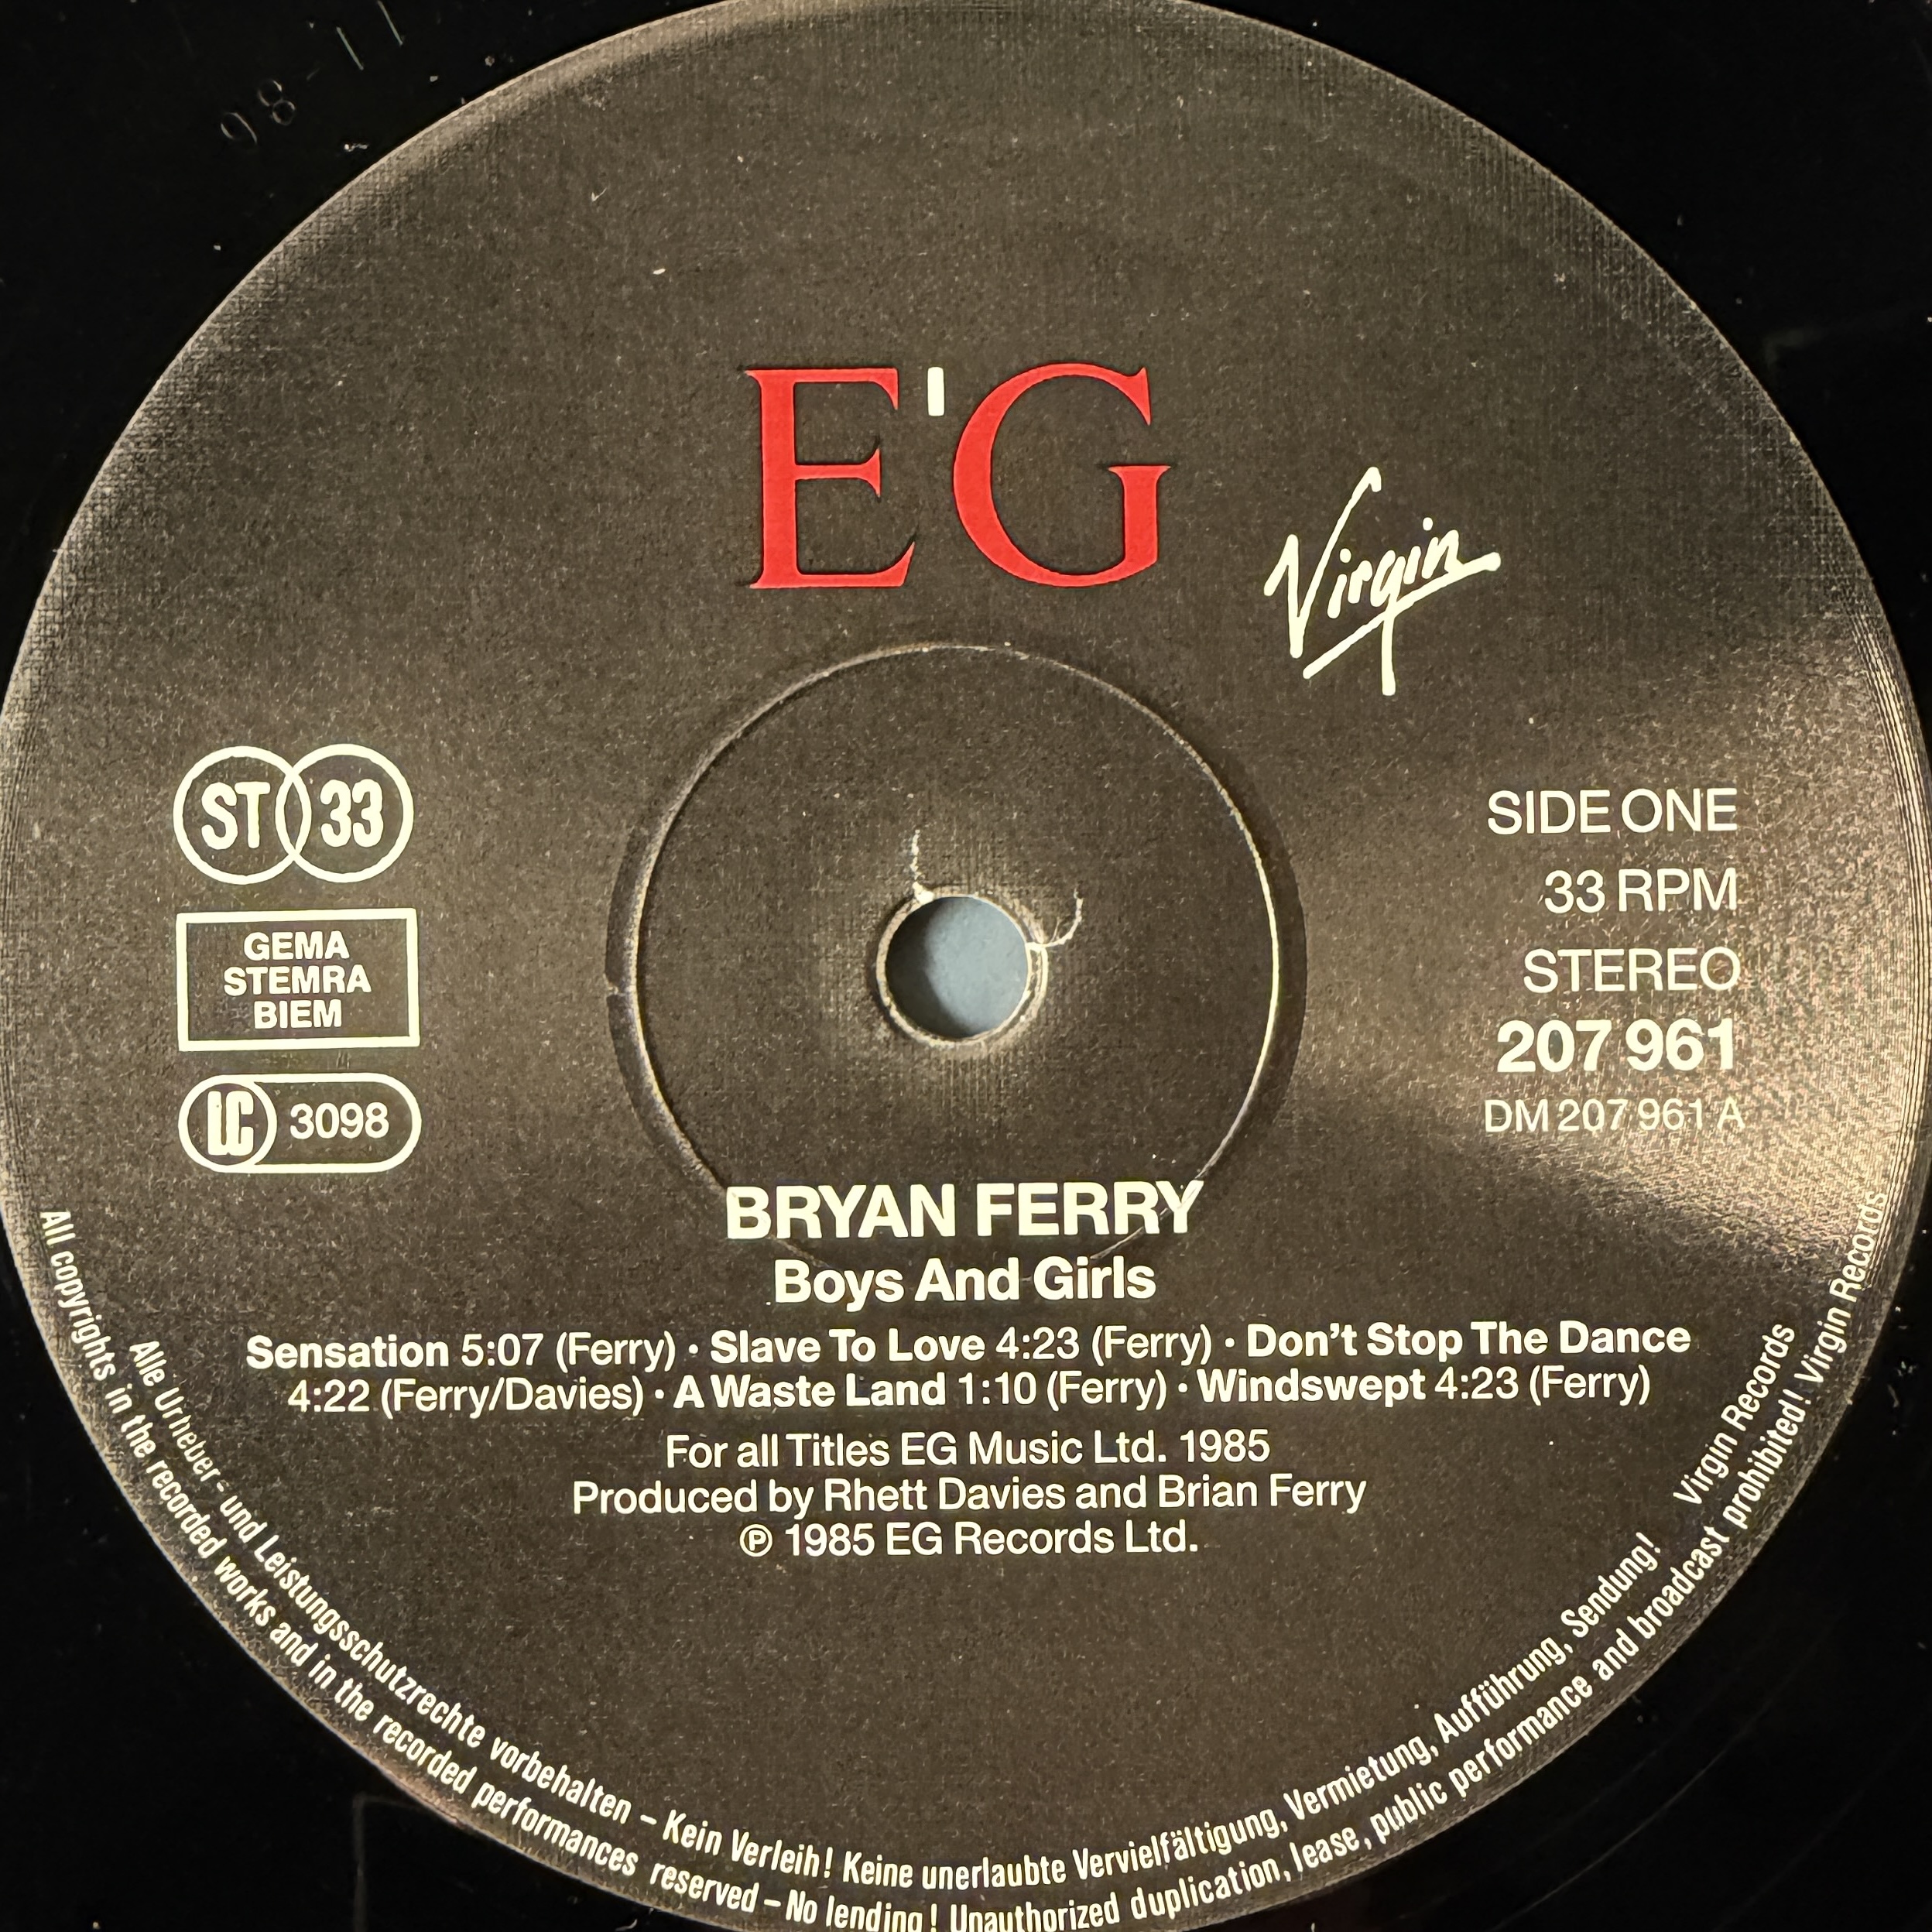 98-11
E'G
Virgin
ST 33
GEMA
STEMRA
BIEM
LC 3098
SIDE ONE
33 RPM
STEREO
207 961
DM 207 961 A
BRYAN FERRY
Boys And Girls
Sensation 5:07 (Ferry) · Slave To Love 4:23 (Ferry) · Don't Stop The Dance
4:22 (Ferry/Davies) · A Waste Land 1:10 (Ferry) · Windswept 4:23 (Ferry)
For all Titles EG Music Ltd. 1985
Produced by Rhett Davies and Brian Ferry
℗ 1985 EG Records Ltd.
Alle Urheber- und Leistungsschutzrechte vorbehalten – Kein Verleih! Keine unerlaubte Vervielfältigung, Vermietung, Aufführung, Sendung! Virgin Records
All copyrights in the recorded works and in the recorded performances reserved – No lending! Unauthorized duplication, lease, public performance and broadcast prohibited! Virgin Records